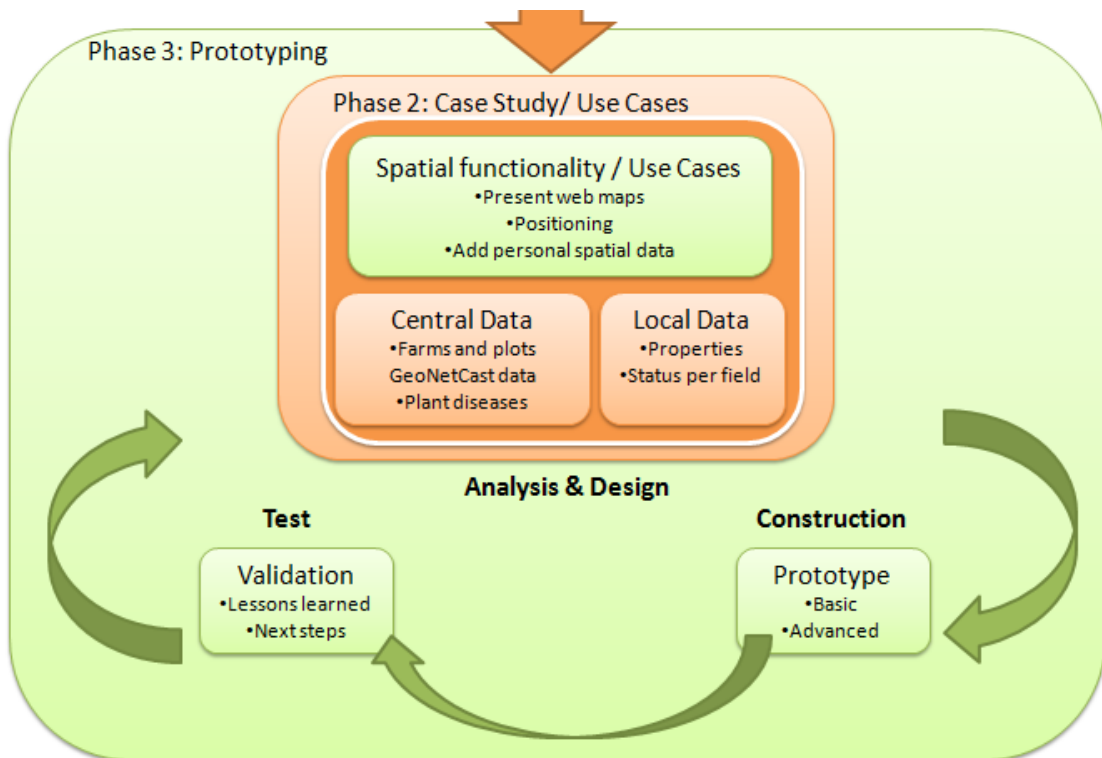 Phase 3: Prototyping
Phase 2: Case Study/ Use Cases
Spatial functionality / Use Cases
•Present web maps
•Positioning
•Add personal spatial data
Central Data
•Farms and plots
GeoNetCast data
•Plant diseases
Local Data
•Properties
•Status per field
Analysis & Design
Test
Validation
•Lessons learned
•Next steps
Construction
Prototype
•Basic
•Advanced